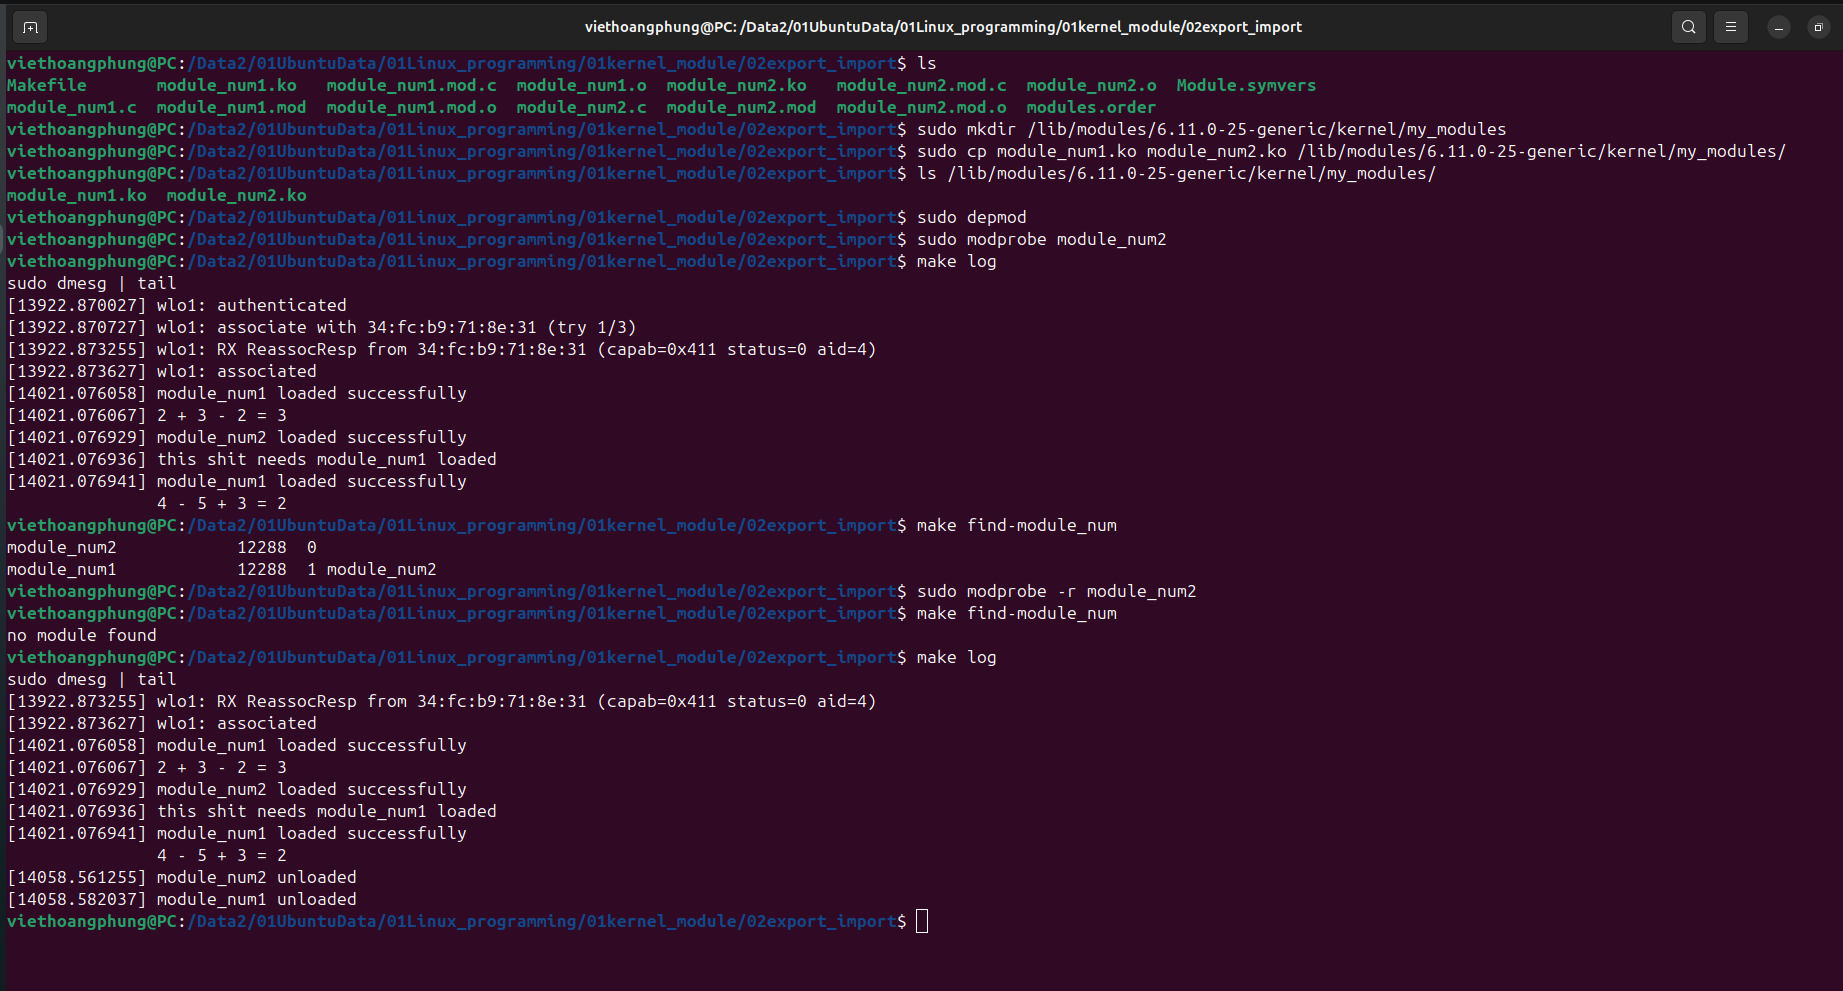 viethoangphung@PC: /Data2/01UbuntuData/01Linux_programming/01kernel_module/02export_import
viethoangphung@PC:/Data2/01UbuntuData/01Linux_programming/01kernel_module/02export_import$ ls
Makefile       module_num1.ko   module_num1.mod.c  module_num1.o  module_num2.ko   module_num2.mod.c  module_num2.o  Module.symvers
module_num1.c  module_num1.mod  module_num1.mod.o  module_num2.c  module_num2.mod  module_num2.mod.o  modules.order
viethoangphung@PC:/Data2/01UbuntuData/01Linux_programming/01kernel_module/02export_import$ sudo mkdir /lib/modules/6.11.0-25-generic/kernel/my_modules
viethoangphung@PC:/Data2/01UbuntuData/01Linux_programming/01kernel_module/02export_import$ sudo cp module_num1.ko module_num2.ko /lib/modules/6.11.0-25-generic/kernel/my_modules/
viethoangphung@PC:/Data2/01UbuntuData/01Linux_programming/01kernel_module/02export_import$ ls /lib/modules/6.11.0-25-generic/kernel/my_modules/
module_num1.ko  module_num2.ko
viethoangphung@PC:/Data2/01UbuntuData/01Linux_programming/01kernel_module/02export_import$ sudo depmod
viethoangphung@PC:/Data2/01UbuntuData/01Linux_programming/01kernel_module/02export_import$ sudo modprobe module_num2
viethoangphung@PC:/Data2/01UbuntuData/01Linux_programming/01kernel_module/02export_import$ make log
sudo dmesg | tail
[13922.870027] wlo1: authenticated
[13922.870727] wlo1: associate with 34:fc:b9:71:8e:31 (try 1/3)
[13922.873255] wlo1: RX ReassocResp from 34:fc:b9:71:8e:31 (capab=0x411 status=0 aid=4)
[13922.873627] wlo1: associated
[14021.076058] module_num1 loaded successfully
[14021.076067] 2 + 3 - 2 = 3
[14021.076929] module_num2 loaded successfully
[14021.076936] this shit needs module_num1 loaded
[14021.076941] module_num1 loaded successfully
               4 - 5 + 3 = 2
viethoangphung@PC:/Data2/01UbuntuData/01Linux_programming/01kernel_module/02export_import$ make find-module_num
module_num2            12288  0
module_num1            12288  1 module_num2
viethoangphung@PC:/Data2/01UbuntuData/01Linux_programming/01kernel_module/02export_import$ sudo modprobe -r module_num2
viethoangphung@PC:/Data2/01UbuntuData/01Linux_programming/01kernel_module/02export_import$ make find-module_num
no module found
viethoangphung@PC:/Data2/01UbuntuData/01Linux_programming/01kernel_module/02export_import$ make log
sudo dmesg | tail
[13922.873255] wlo1: RX ReassocResp from 34:fc:b9:71:8e:31 (capab=0x411 status=0 aid=4)
[13922.873627] wlo1: associated
[14021.076058] module_num1 loaded successfully
[14021.076067] 2 + 3 - 2 = 3
[14021.076929] module_num2 loaded successfully
[14021.076936] this shit needs module_num1 loaded
[14021.076941] module_num1 loaded successfully
               4 - 5 + 3 = 2
[14058.561255] module_num2 unloaded
[14058.582037] module_num1 unloaded
viethoangphung@PC:/Data2/01UbuntuData/01Linux_programming/01kernel_module/02export_import$